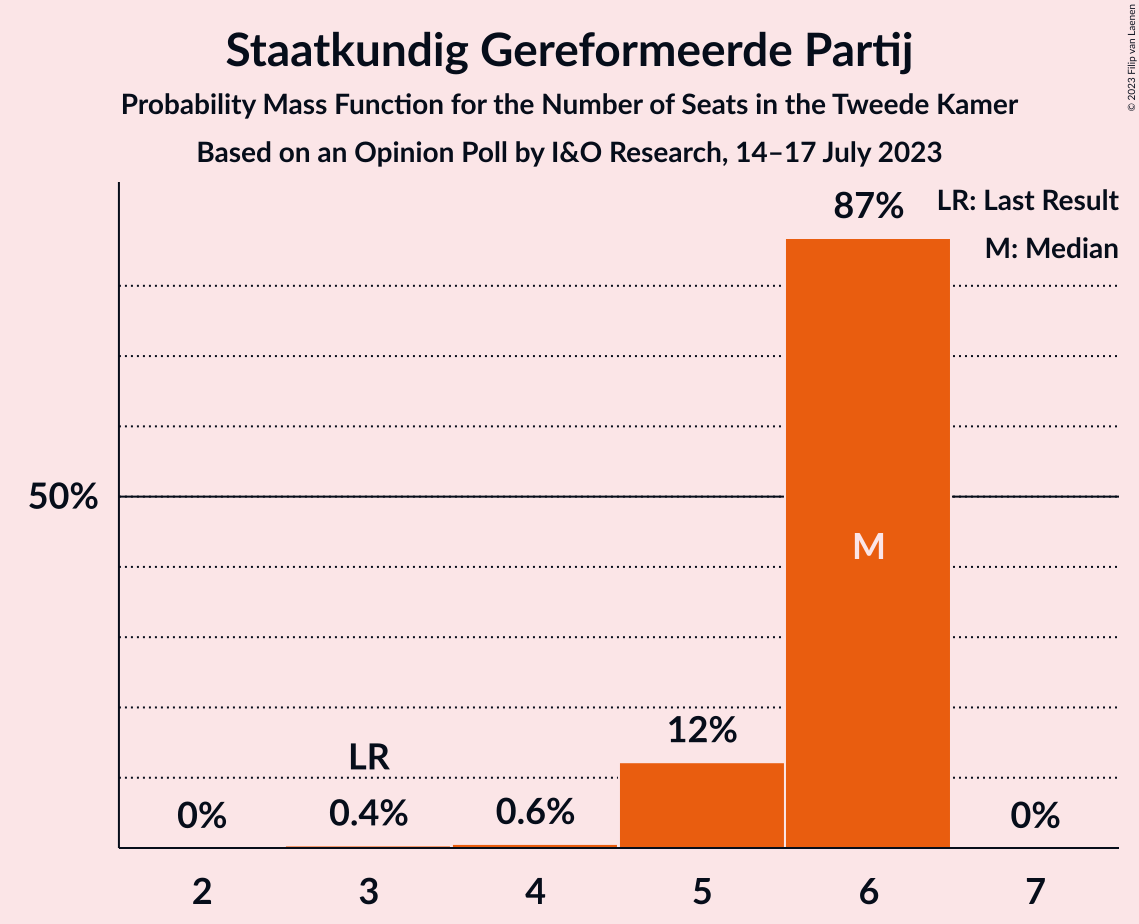 Staatkundig Gereformeerde Partij
Probability Mass Function for the Number of Seats in the Tweede Kamer
Based on an Opinion Poll by I&O Research, 14–17 July 2023
© 2023 Filip van Laenen
LR: Last Result
M: Median
87%
50%
M
12%
LR
0%
0.4%
0.6%
0%
2
3
4
5
6
7